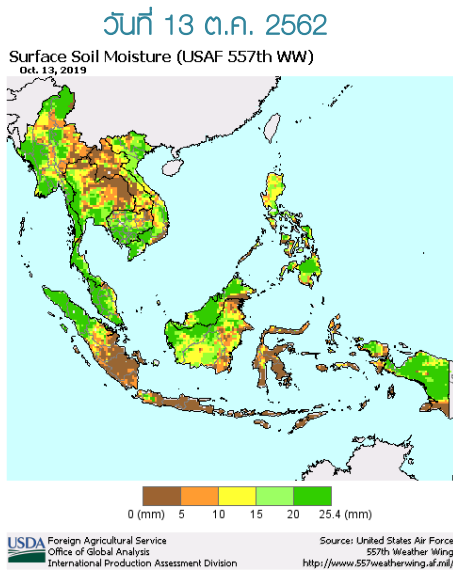 วันที่ 13 ต.ค. 2562
Surface Soil Moisture (USAF 557th WW)
Oct. 13, 2019
0 (mm) 5 10 15 20 25.4 (mm)
USDA Foreign Agricultural Service
Office of Global Analysis
International Production Assessment Division
Source: United States Air Force
557th Weather Wing
http://www.557weatherwing.af.mil/